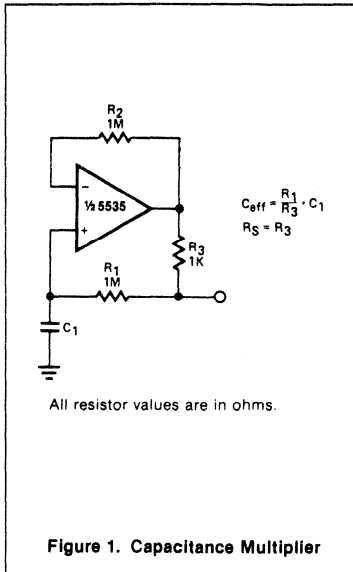 R2
1M
−
½ 5535
+
Ceff = R1/R3 · C1
RS = R3
R3
1K
R1
1M
C1
All resistor values are in ohms.
Figure 1. Capacitance Multiplier